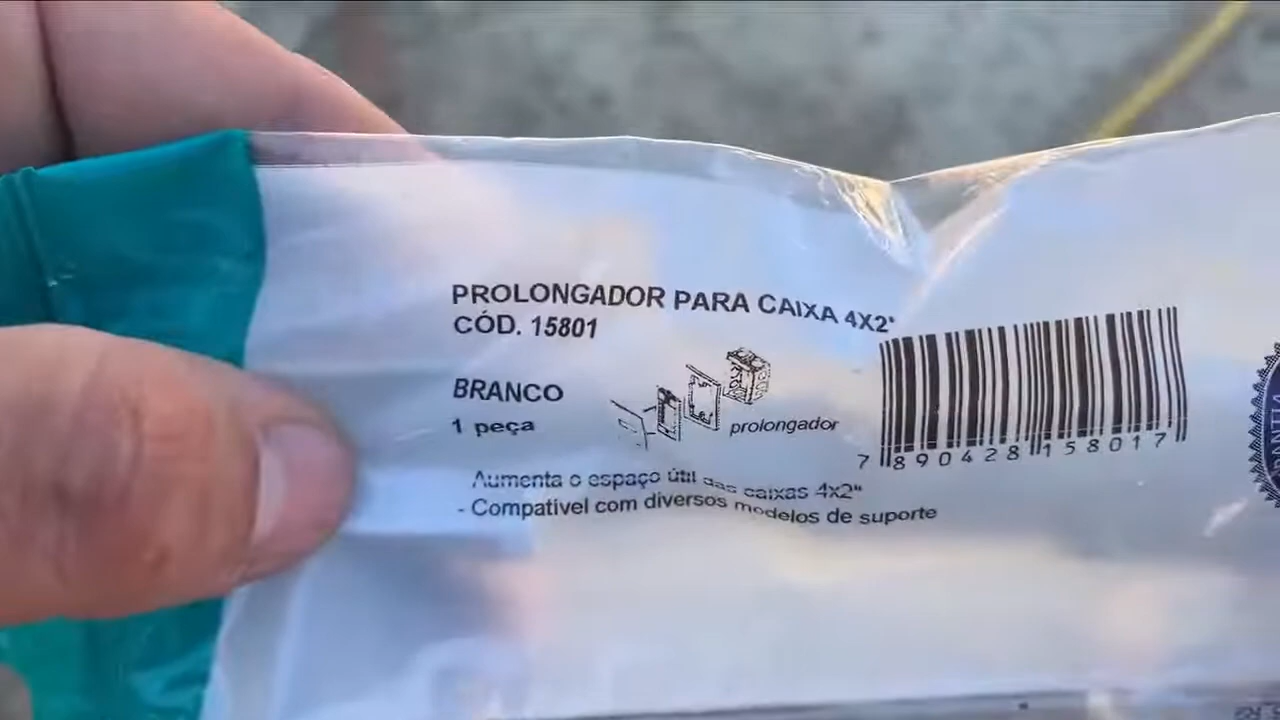 PROLONGADOR PARA CAIXA 4X2"
CÓD. 15801
BRANCO
1 peça
prolongador
Aumenta o espaço útil das caixas 4x2"
- Compatível com diversos modelos de suporte
7 890428 158017